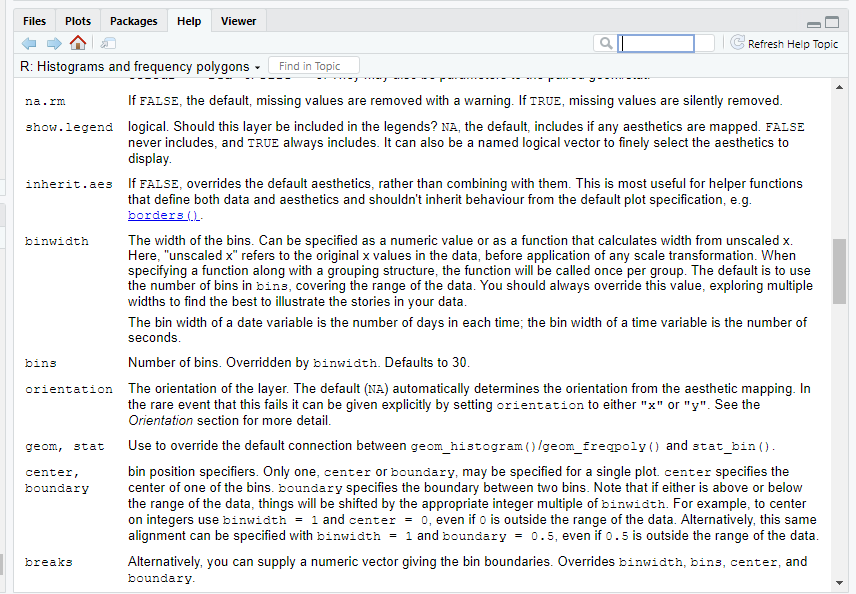 Files Plots Packages Help Viewer
Refresh Help Topic
R: Histograms and frequency polygons Find in Topic
na.rm If FALSE, the default, missing values are removed with a warning. If TRUE, missing values are silently removed.
show.legend logical. Should this layer be included in the legends? NA, the default, includes if any aesthetics are mapped. FALSE
never includes, and TRUE always includes. It can also be a named logical vector to finely select the aesthetics to
display.
inherit.aes If FALSE, overrides the default aesthetics, rather than combining with them. This is most useful for helper functions
that define both data and aesthetics and shouldn't inherit behaviour from the default plot specification, e.g.
borders().
binwidth The width of the bins. Can be specified as a numeric value or as a function that calculates width from unscaled x.
Here, "unscaled x" refers to the original x values in the data, before application of any scale transformation. When
specifying a function along with a grouping structure, the function will be called once per group. The default is to use
the number of bins in bins, covering the range of the data. You should always override this value, exploring multiple
widths to find the best to illustrate the stories in your data.
The bin width of a date variable is the number of days in each time; the bin width of a time variable is the number of
seconds.
bins Number of bins. Overridden by binwidth. Defaults to 30.
orientation The orientation of the layer. The default (NA) automatically determines the orientation from the aesthetic mapping. In
the rare event that this fails it can be given explicitly by setting orientation to either "x" or "y". See the
Orientation section for more detail.
geom, stat Use to override the default connection between geom_histogram()/geom_freqpoly() and stat_bin().
center, bin position specifiers. Only one, center or boundary, may be specified for a single plot. center specifies the
boundary center of one of the bins. boundary specifies the boundary between two bins. Note that if either is above or below
the range of the data, things will be shifted by the appropriate integer multiple of binwidth. For example, to center
on integers use binwidth = 1 and center = 0, even if 0 is outside the range of the data. Alternatively, this same
alignment can be specified with binwidth = 1 and boundary = 0.5, even if 0.5 is outside the range of the data.
breaks Alternatively, you can supply a numeric vector giving the bin boundaries. Overrides binwidth, bins, center, and
boundary.